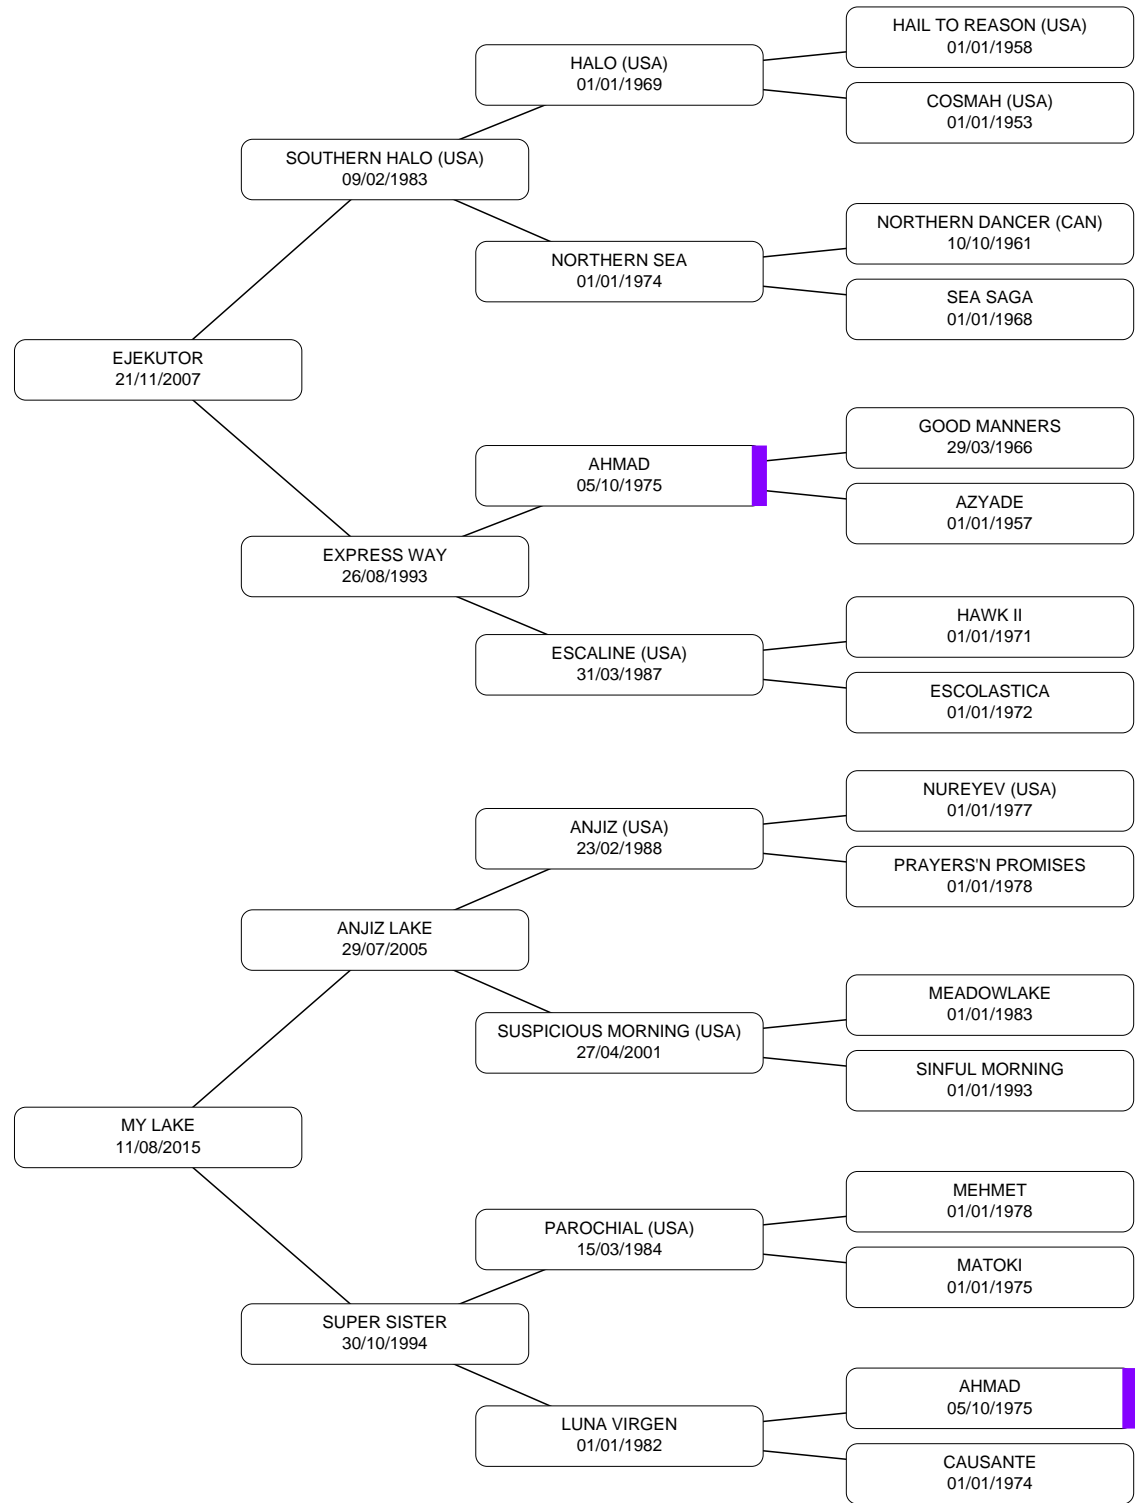 HAIL TO REASON (USA)
01/01/1958
HALO (USA)
01/01/1969
COSMAH (USA)
01/01/1953
SOUTHERN HALO (USA)
09/02/1983
NORTHERN DANCER (CAN)
10/10/1961
NORTHERN SEA
01/01/1974
SEA SAGA
01/01/1968
EJEKUTOR
21/11/2007
GOOD MANNERS
29/03/1966
AHMAD
05/10/1975
AZYADE
01/01/1957
EXPRESS WAY
26/08/1993
HAWK II
01/01/1971
ESCALINE (USA)
31/03/1987
ESCOLASTICA
01/01/1972
NUREYEV (USA)
01/01/1977
ANJIZ (USA)
23/02/1988
PRAYERS'N PROMISES
01/01/1978
ANJIZ LAKE
29/07/2005
MEADOWLAKE
01/01/1983
SUSPICIOUS MORNING (USA)
27/04/2001
SINFUL MORNING
01/01/1993
MY LAKE
11/08/2015
MEHMET
01/01/1978
PAROCHIAL (USA)
15/03/1984
MATOKI
01/01/1975
SUPER SISTER
30/10/1994
AHMAD
05/10/1975
LUNA VIRGEN
01/01/1982
CAUSANTE
01/01/1974